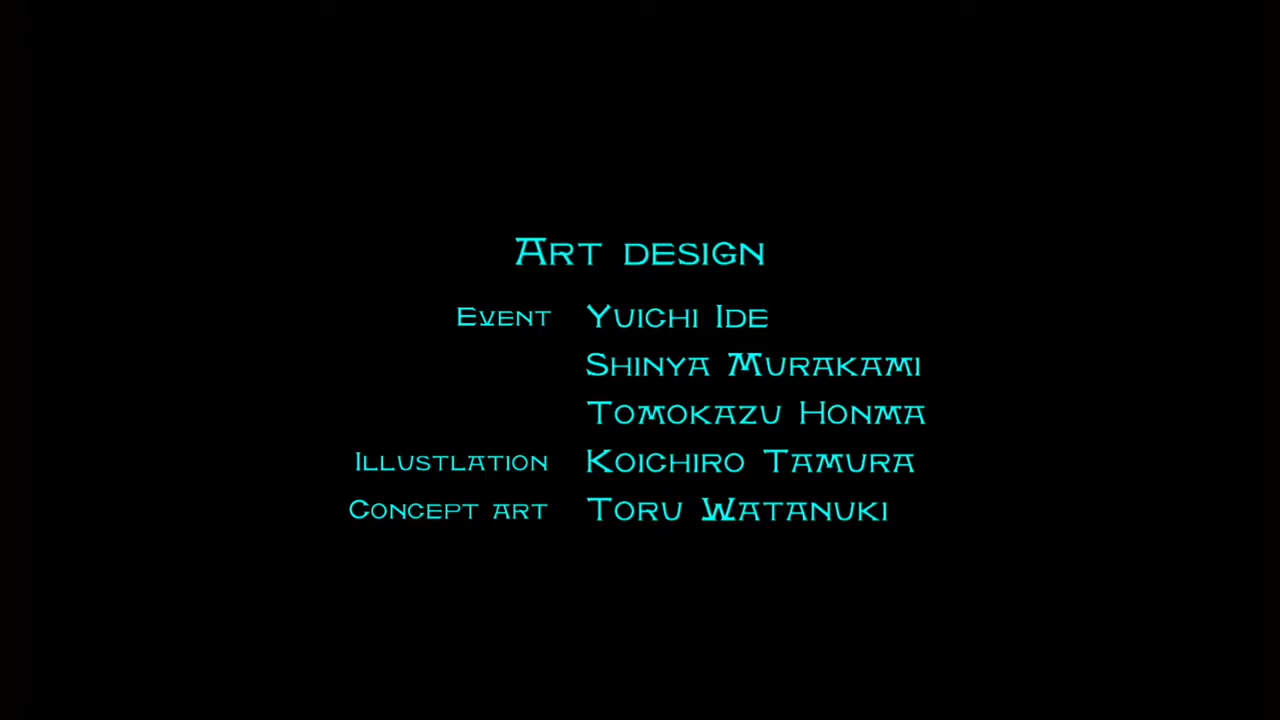 Art design
Event Yuichi Ide
Shinya Murakami
Tomokazu Honma
Illustlation Koichiro Tamura
Concept art Toru Watanuki